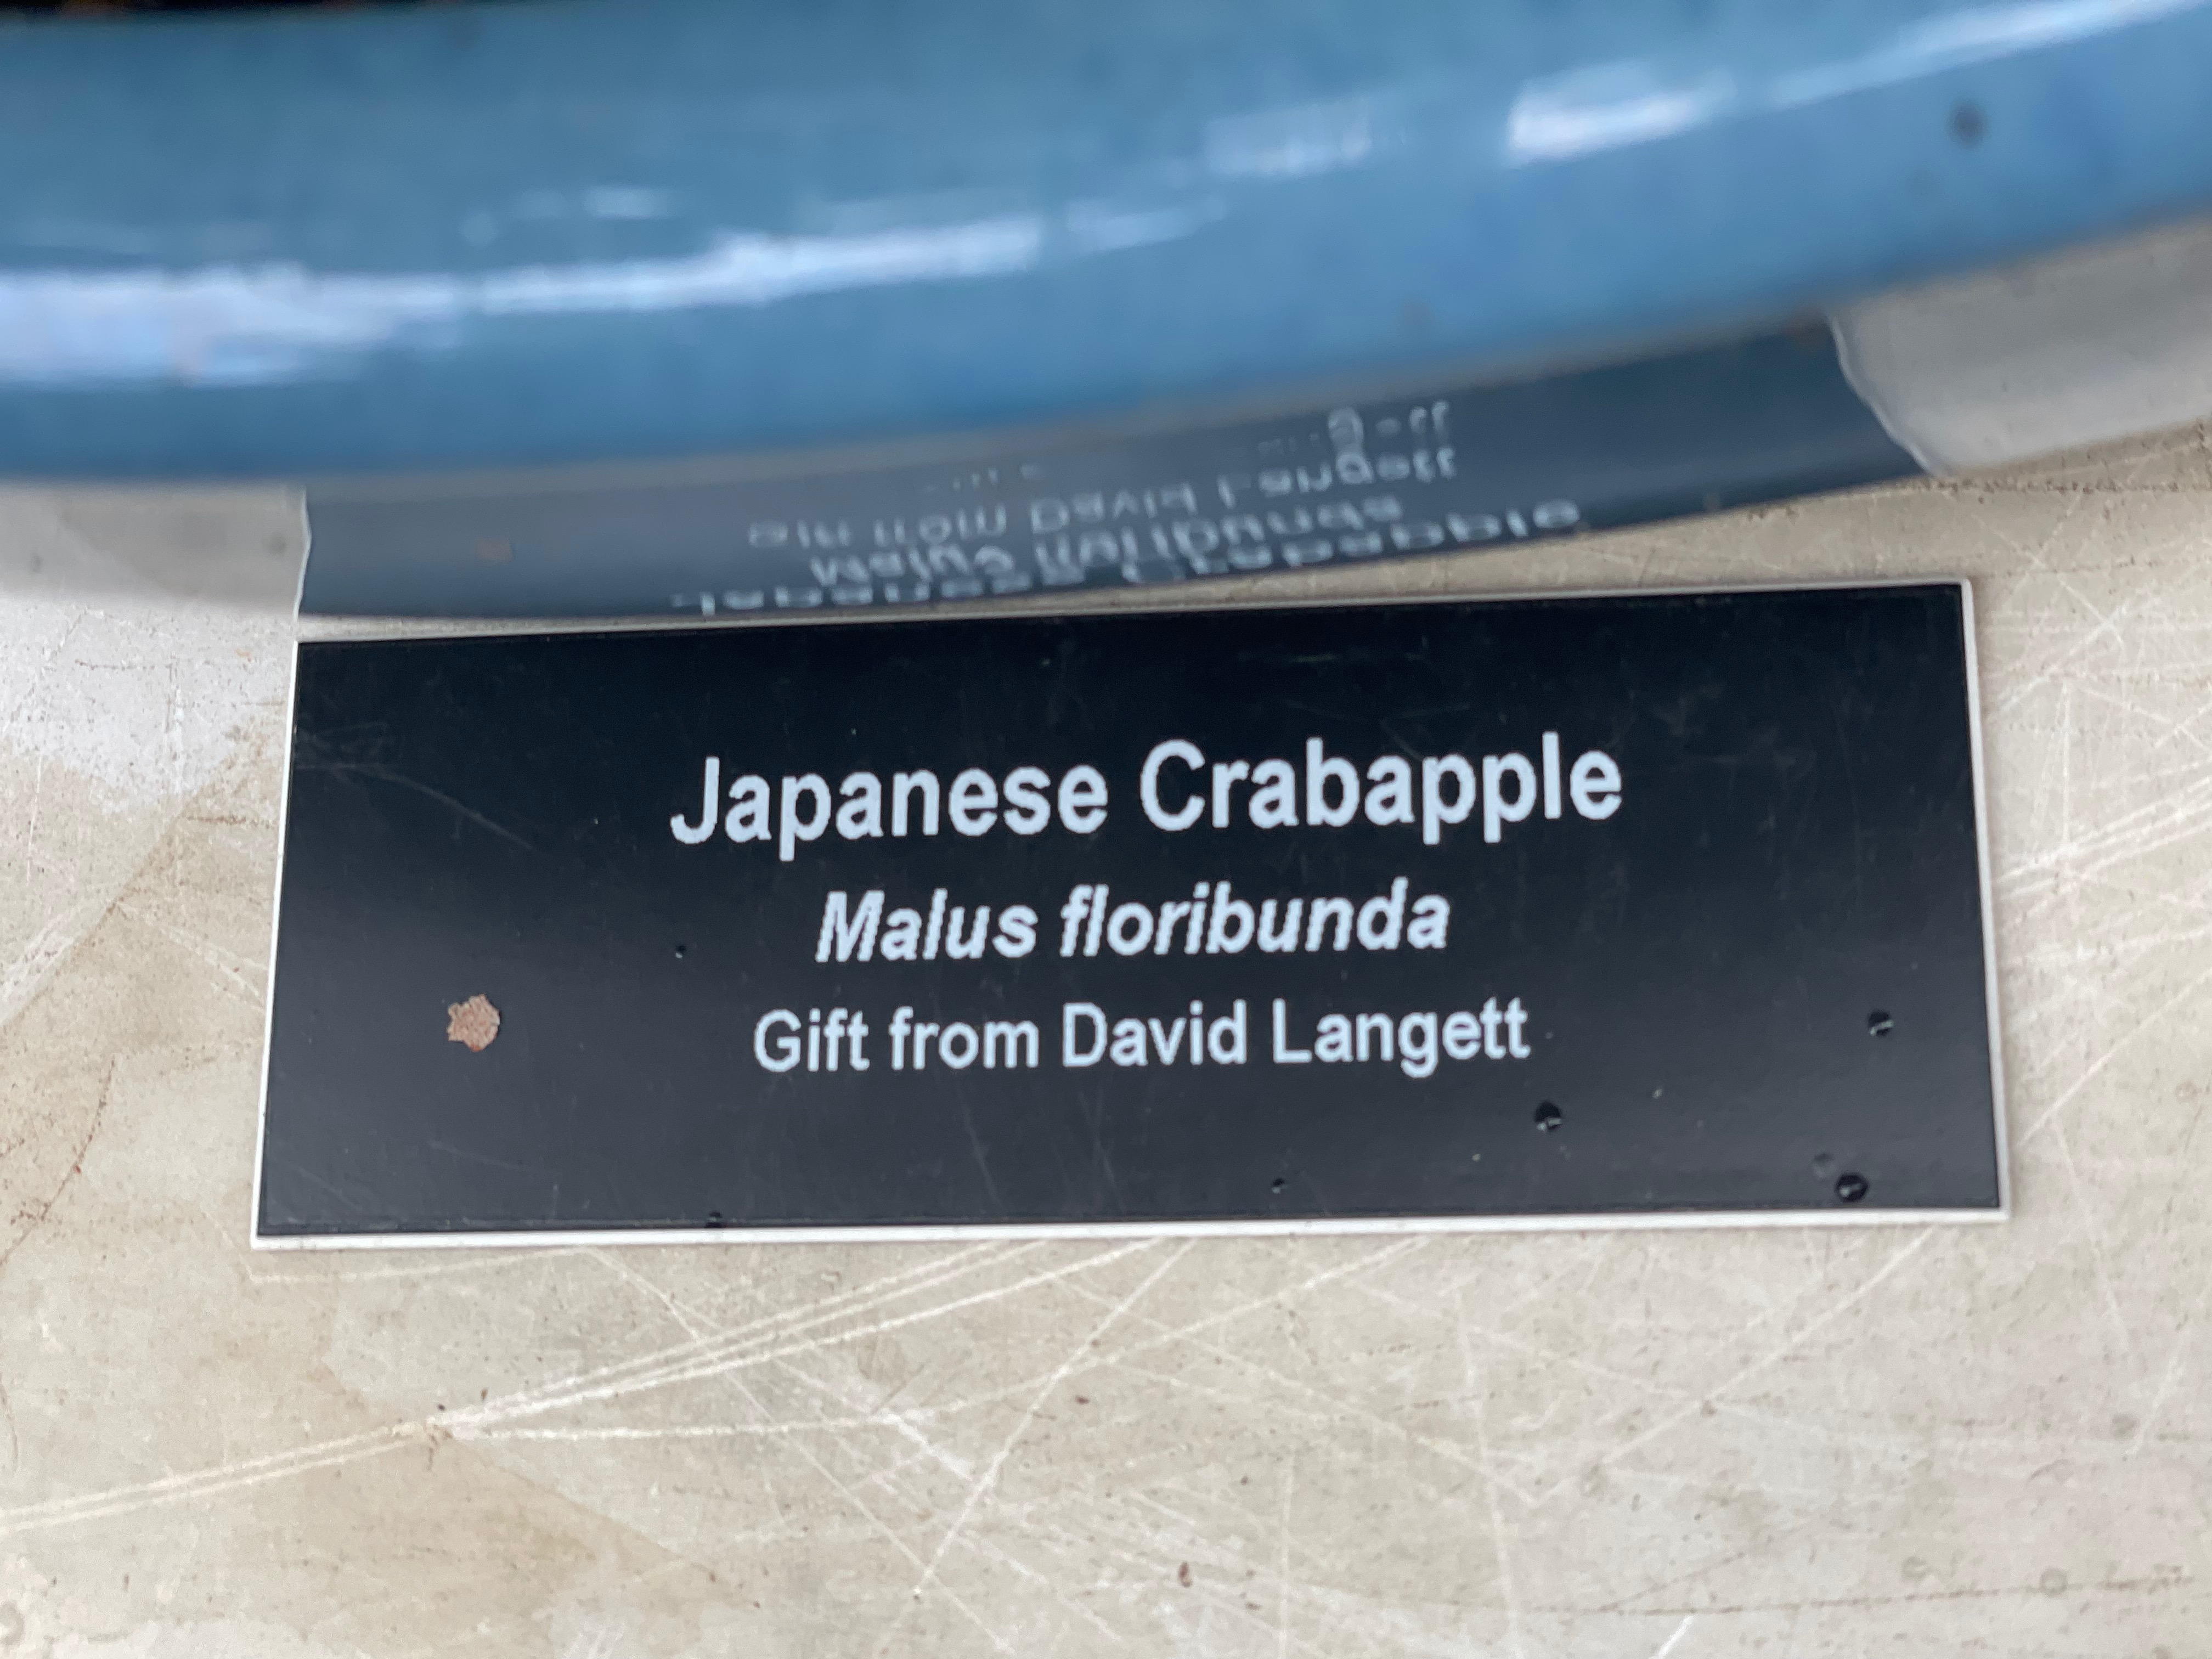 Japanese Crabapple
Malus floribunda
Gift from David Langett